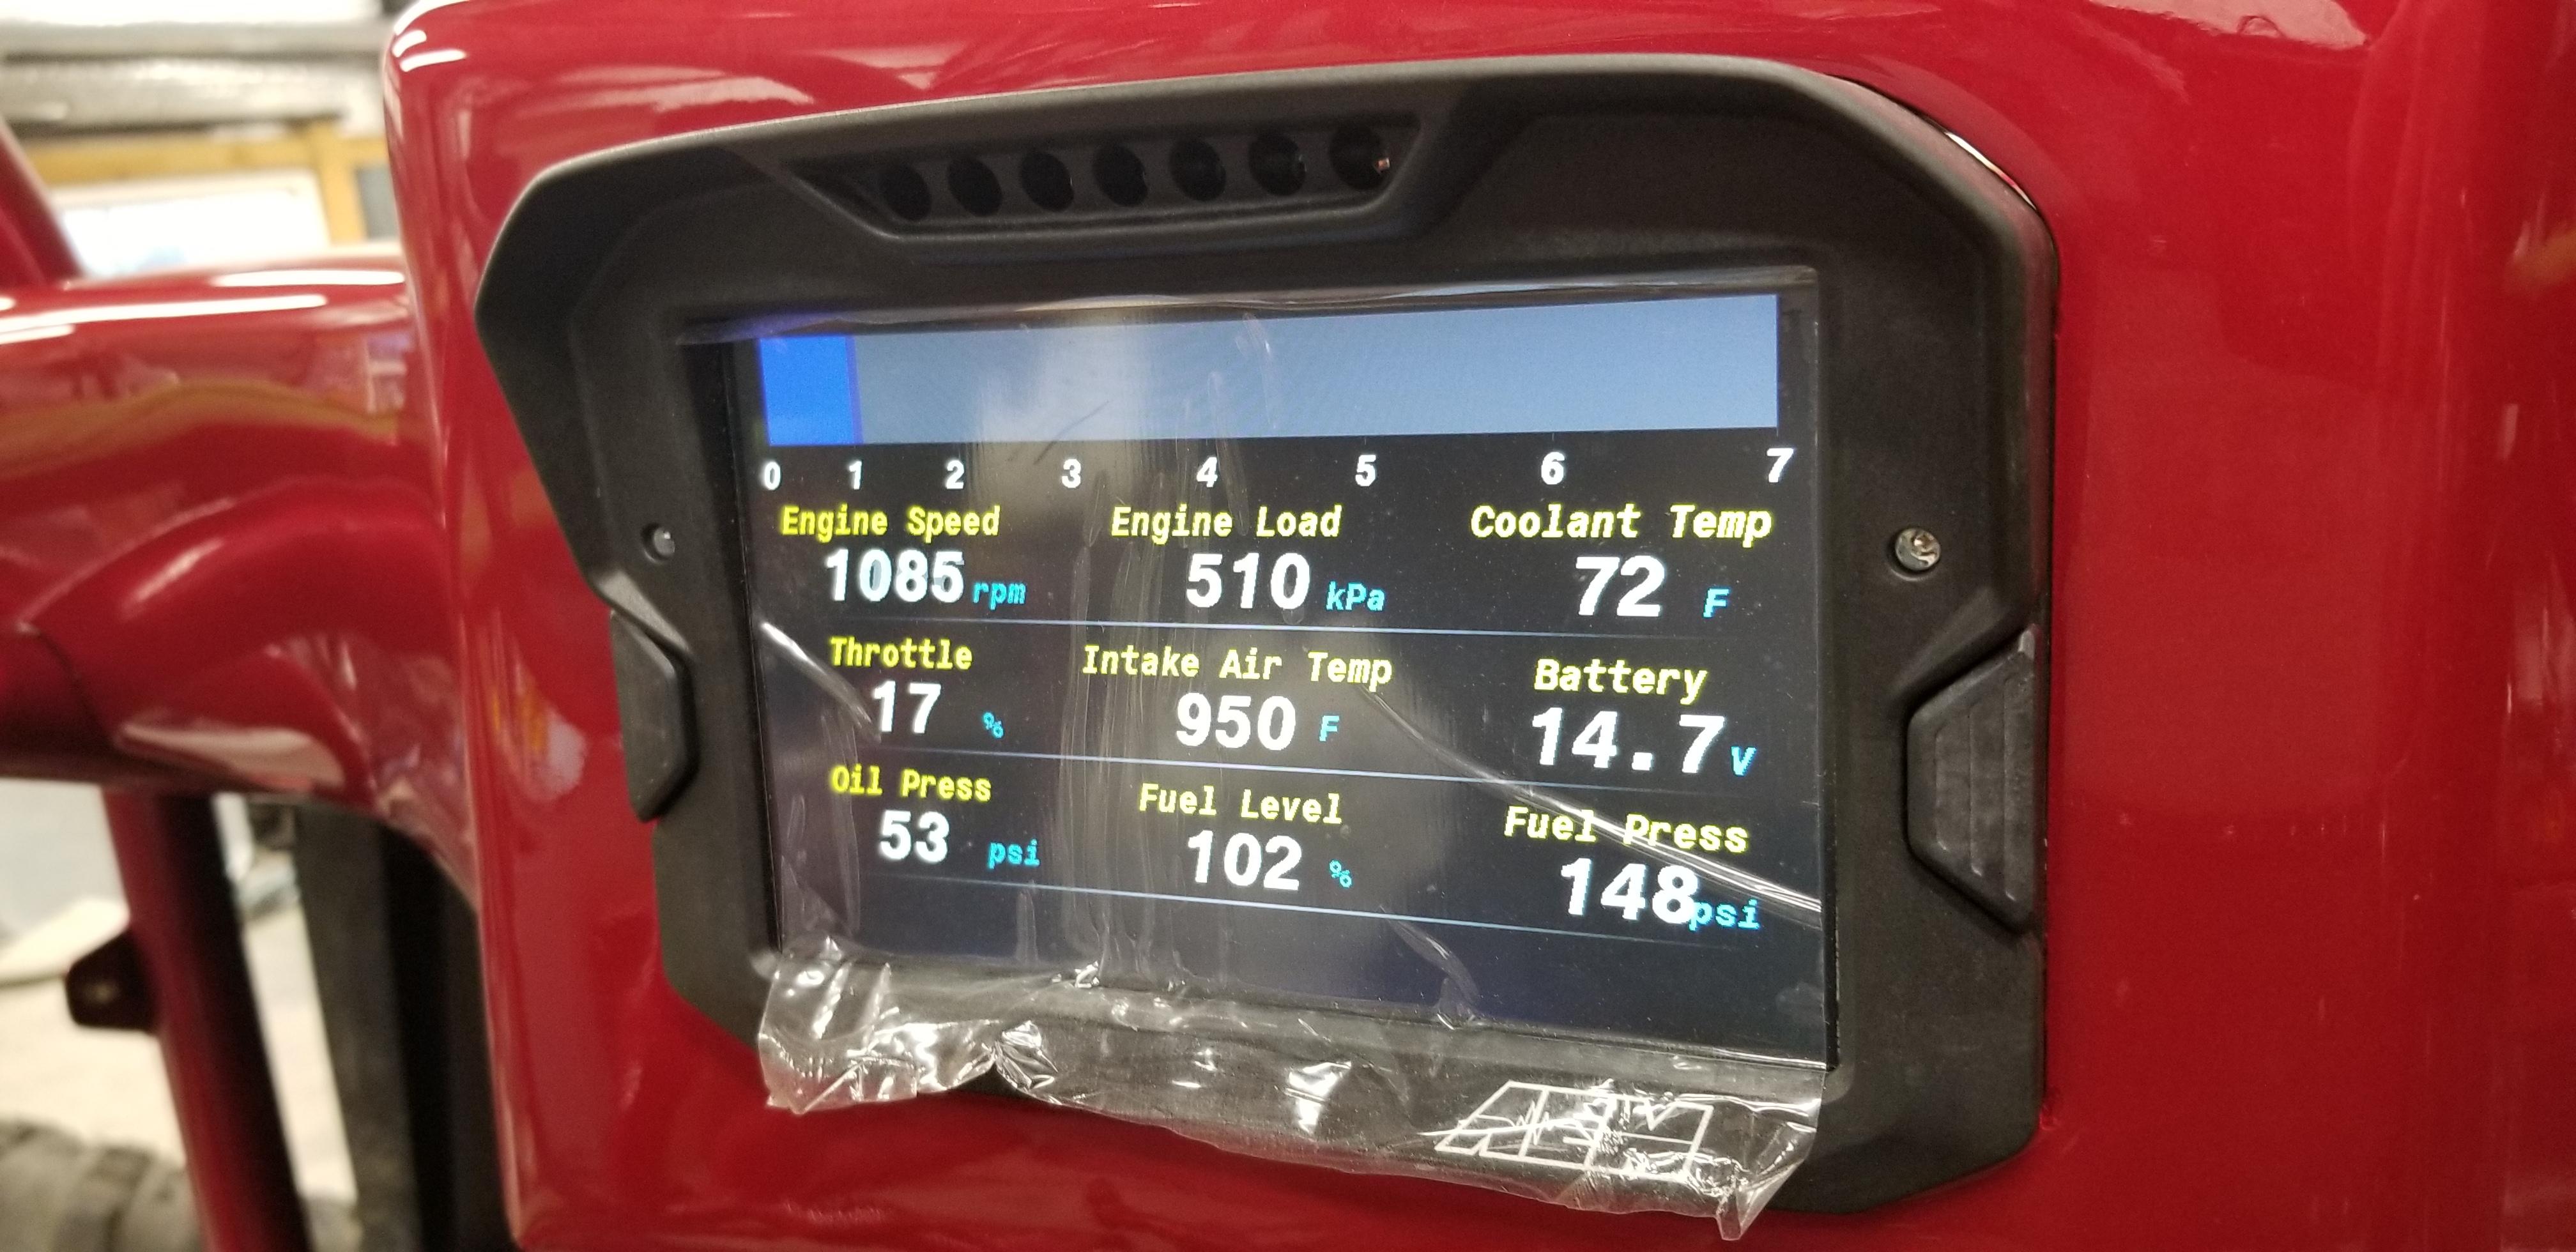 0 1 2 3 4 5 6 7
Engine Speed Engine Load Coolant Temp
1085 rpm 510 kPa 72 F
Throttle Intake Air Temp Battery
17 % 950 F 14.7 V
Oil Press Fuel Level Fuel Press
53 psi 102 % 148 psi
AEM